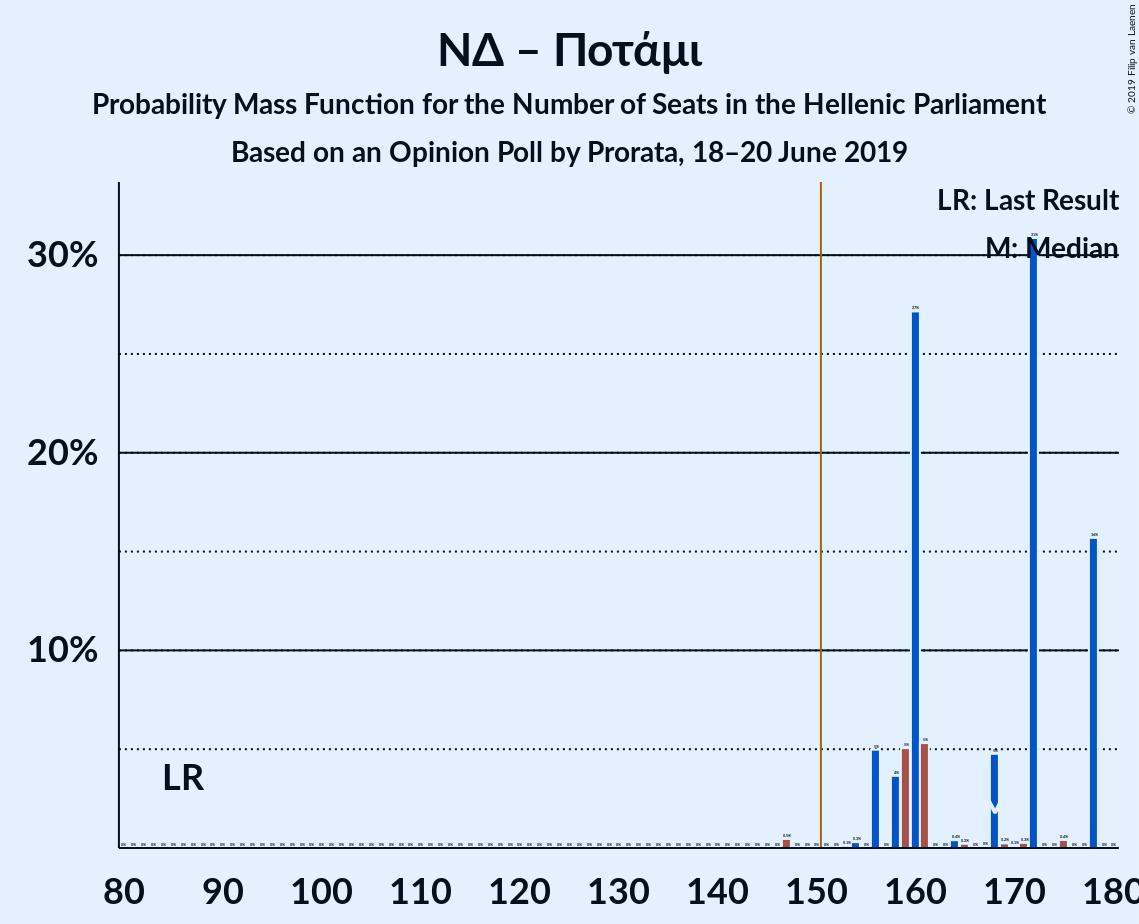 ΝΔ – Ποτάμι
Probability Mass Function for the Number of Seats in the Hellenic Parliament
Based on an Opinion Poll by Prorata, 18–20 June 2019
© 2019 Filip van Laenen
LR: Last Result
M: Median
30%
20%
10%
LR
80 90 100 110 120 130 140 150 160 170 180